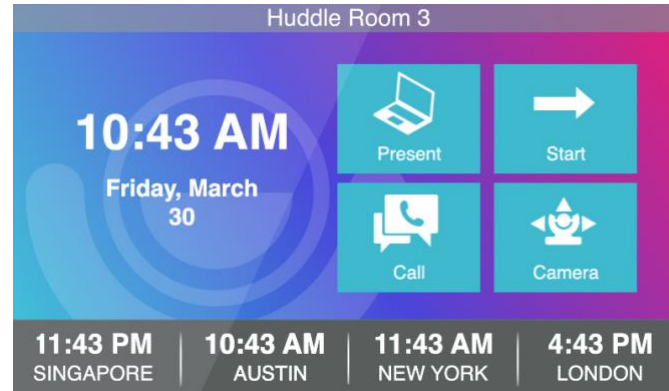 Huddle Room 3
10:43 AM
Friday, March
30
Present
Start
Call
Camera
11:43 PM
SINGAPORE
10:43 AM
AUSTIN
11:43 AM
NEW YORK
4:43 PM
LONDON